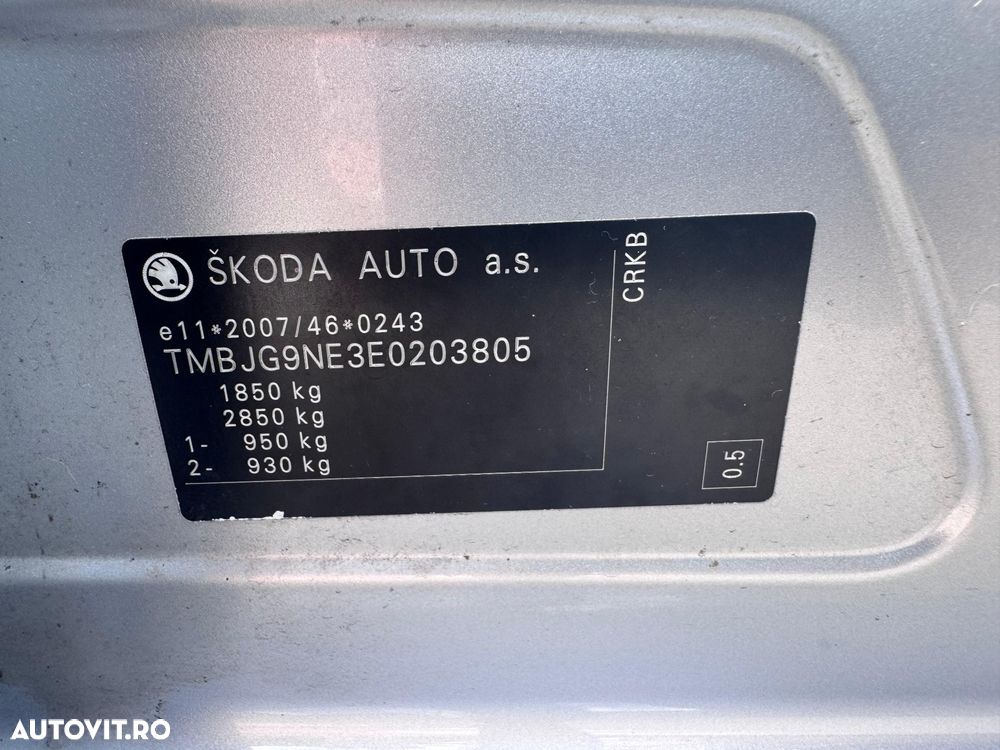 ŠKODA AUTO a.s.
e11*2007/46*0243
TMBJG9NE3E0203805
1850 kg
2850 kg
1- 950 kg
2- 930 kg
CRKB
0.5
AUTOVIT.RO